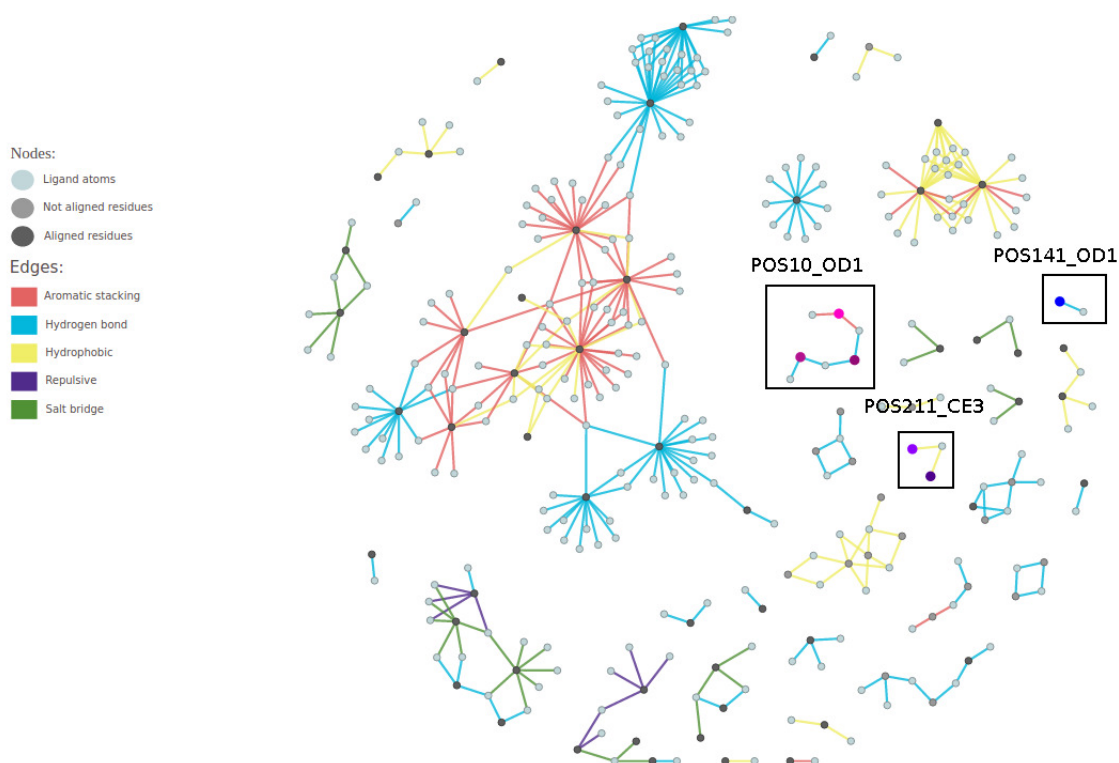 Nodes:
Ligand atoms
Not aligned residues
Aligned residues
Edges:
Aromatic stacking
Hydrogen bond
Hydrophobic
Repulsive
Salt bridge
POS10_OD1
POS141_OD1
POS211_CE3